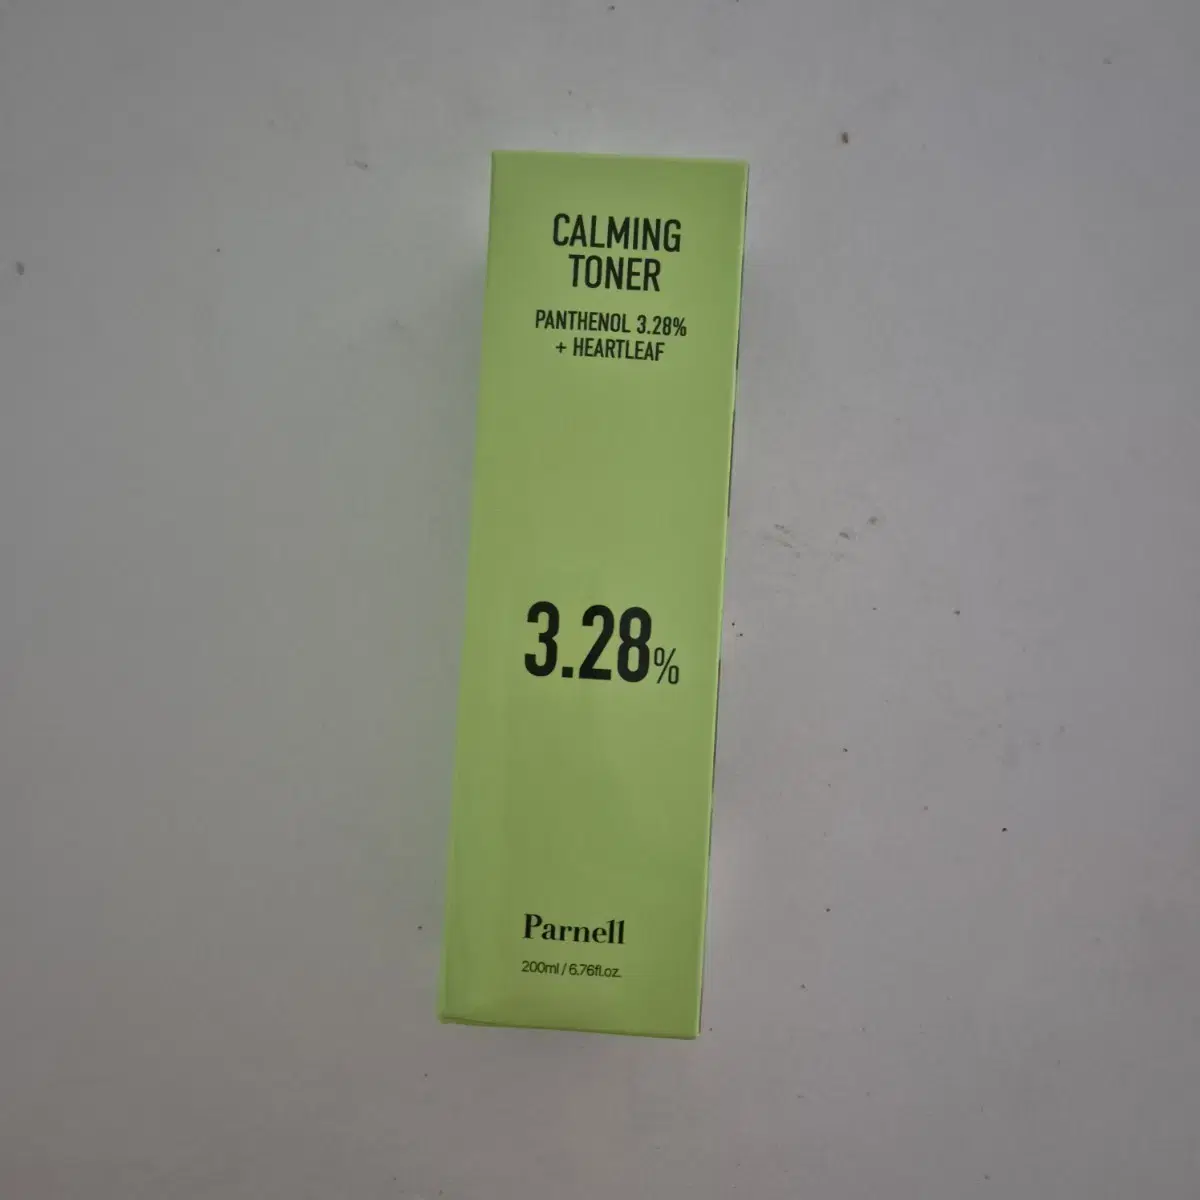 CALMING
TONER
PANTHENOL 3.28%
+ HEARTLEAF
3.28%
Parnell
200ml / 6.76fl.oz.